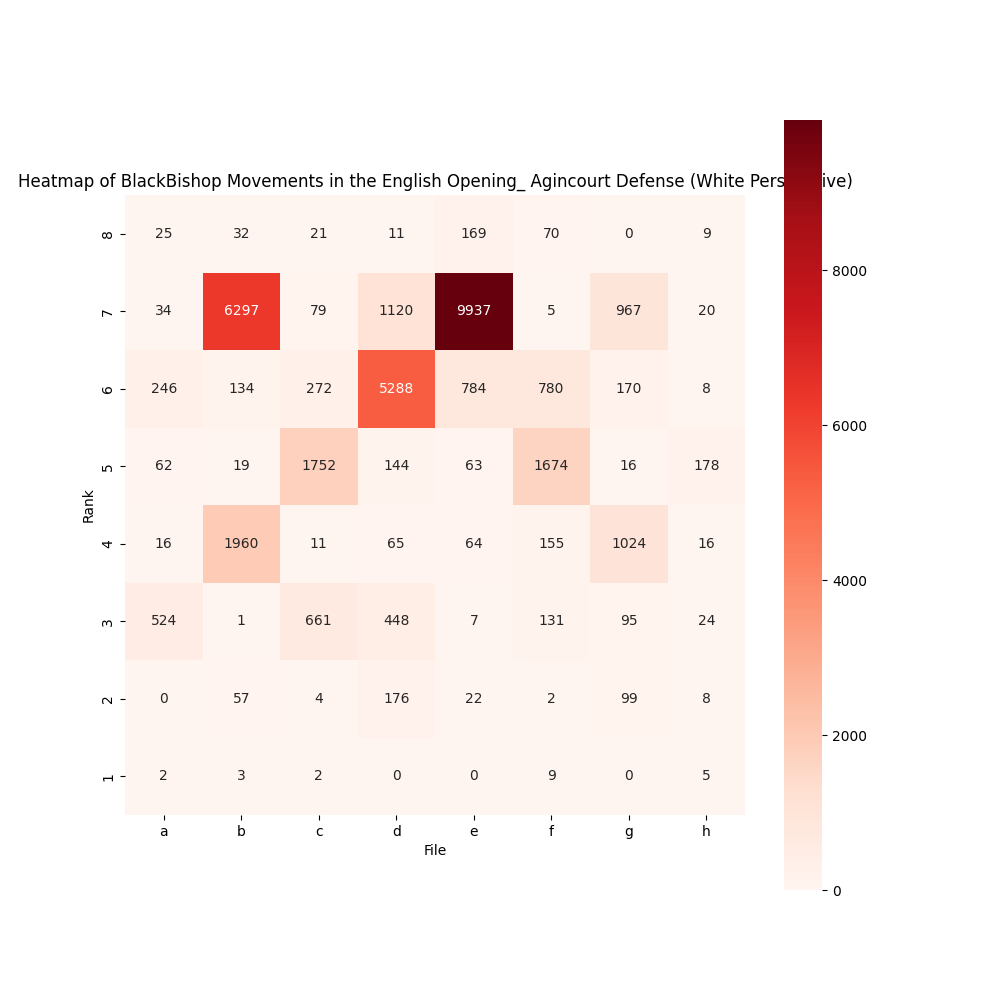 Heatmap of BlackBishop Movements in the English Opening_ Agincourt Defense (White Pers ive)
8 25 32 21 11 169 70 0 9
8000
7 34 6297 79 1120 9937 5 967 20
6 246 134 272 5288 784 780 170 8
6000
5 62 19 1752 144 63 1674 16 178
Rank
4 16 1960 11 65 64 155 1024 16
4000
3 524 1 661 448 7 131 95 24
2 0 57 4 176 22 2 99 8
2000
1 2 3 2 0 0 9 0 5
a b c d e f g h
File
0